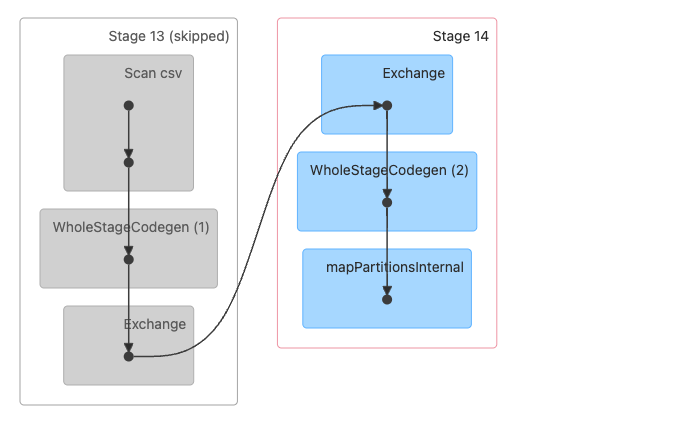 Stage 13 (skipped)
Scan csv
WholeStageCodegen (1)
Exchange
Stage 14
Exchange
WholeStageCodegen (2)
mapPartitionsInternal